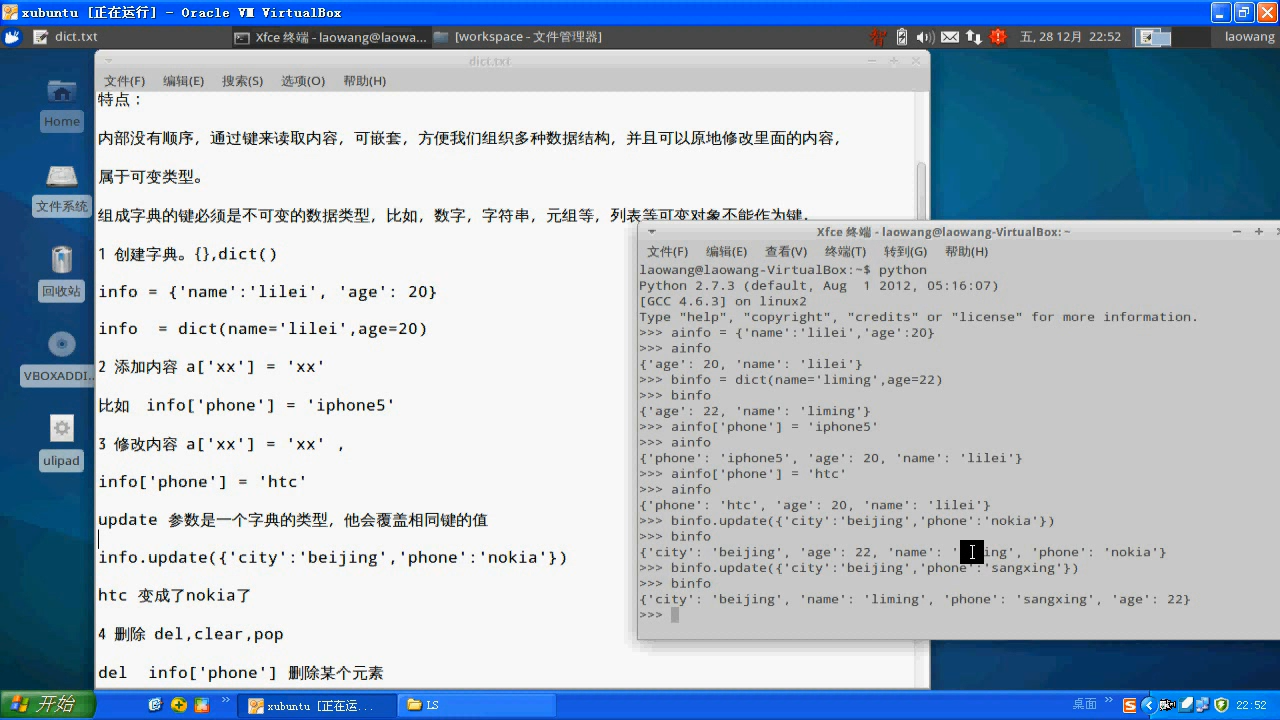 xubuntu [正在运行] - Oracle VM VirtualBox
dict.txt
Xfce 终端 - laowang@laowa...
[workspace - 文件管理器]
五, 28 12月 22:52
laowang
Home
文件系统
回收站
VBOXADDI...
ulipad
dict.txt
文件(F) 编辑(E) 搜索(S) 选项(O) 帮助(H)
特点：
内部没有顺序，通过键来读取内容，可嵌套，方便我们组织多种数据结构，并且可以原地修改里面的内容，
属于可变类型。
组成字典的键必须是不可变的数据类型，比如，数字，字符串，元组等，列表等可变对象不能作为键.
1 创建字典。{},dict()
info = {'name':'lilei', 'age': 20}
info  = dict(name='lilei',age=20)
2 添加内容 a['xx'] = 'xx'
比如  info['phone'] = 'iphone5'
3 修改内容 a['xx'] = 'xx' ,
info['phone'] = 'htc'
update 参数是一个字典的类型，他会覆盖相同键的值
info.update({'city':'beijing','phone':'nokia'})
htc 变成了nokia了
4 删除 del,clear,pop
del  info['phone'] 删除某个元素
Xfce 终端 - laowang@laowang-VirtualBox: ~
文件(F) 编辑(E) 查看(V) 终端(T) 转到(G) 帮助(H)
laowang@laowang-VirtualBox:~$ python
Python 2.7.3 (default, Aug  1 2012, 05:16:07)
[GCC 4.6.3] on linux2
Type "help", "copyright", "credits" or "license" for more information.
>>> ainfo = {'name':'lilei','age':20}
>>> ainfo
{'age': 20, 'name': 'lilei'}
>>> binfo = dict(name='liming',age=22)
>>> binfo
{'age': 22, 'name': 'liming'}
>>> ainfo['phone'] = 'iphone5'
>>> ainfo
{'phone': 'iphone5', 'age': 20, 'name': 'lilei'}
>>> ainfo['phone'] = 'htc'
>>> ainfo
{'phone': 'htc', 'age': 20, 'name': 'lilei'}
>>> binfo.update({'city':'beijing','phone':'nokia'})
>>> binfo
{'city': 'beijing', 'age': 22, 'name': ' ng', 'phone': 'nokia'}
>>> binfo.update({'city':'beijing','phone':'sangxing'})
>>> binfo
{'city': 'beijing', 'name': 'liming', 'phone': 'sangxing', 'age': 22}
>>>
开始
xubuntu [正在运...
LS
桌面
22:52